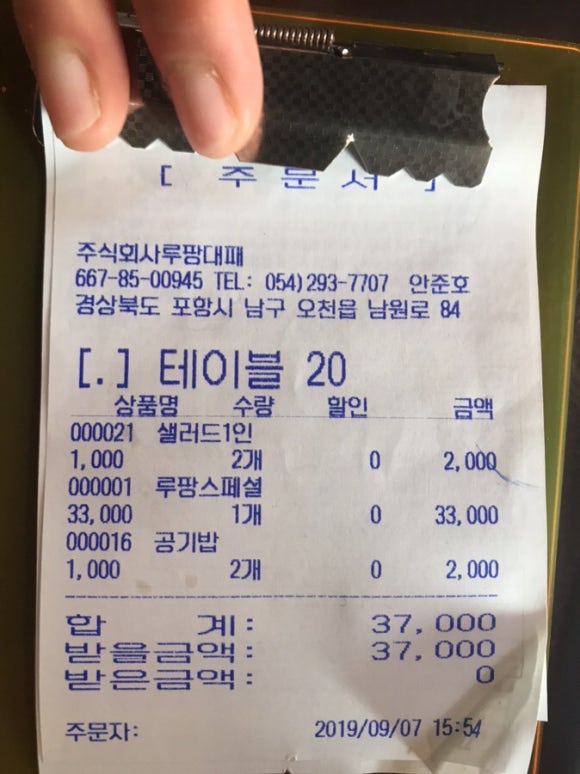 [ 주 문 서 ]
주식회사루팡대패
667-85-00945 TEL: 054)293-7707 안준호
경상북도 포항시 남구 오천읍 남원로 84
[.] 테이블 20
상품명 수량 할인 금액
000021 샐러드1인
1,000 2개 0 2,000
000001 루팡스페셜
33,000 1개 0 33,000
000016 공기밥
1,000 2개 0 2,000
합 계: 37,000
받을금액: 37,000
받은금액: 0
주문자: 2019/09/07 15:54